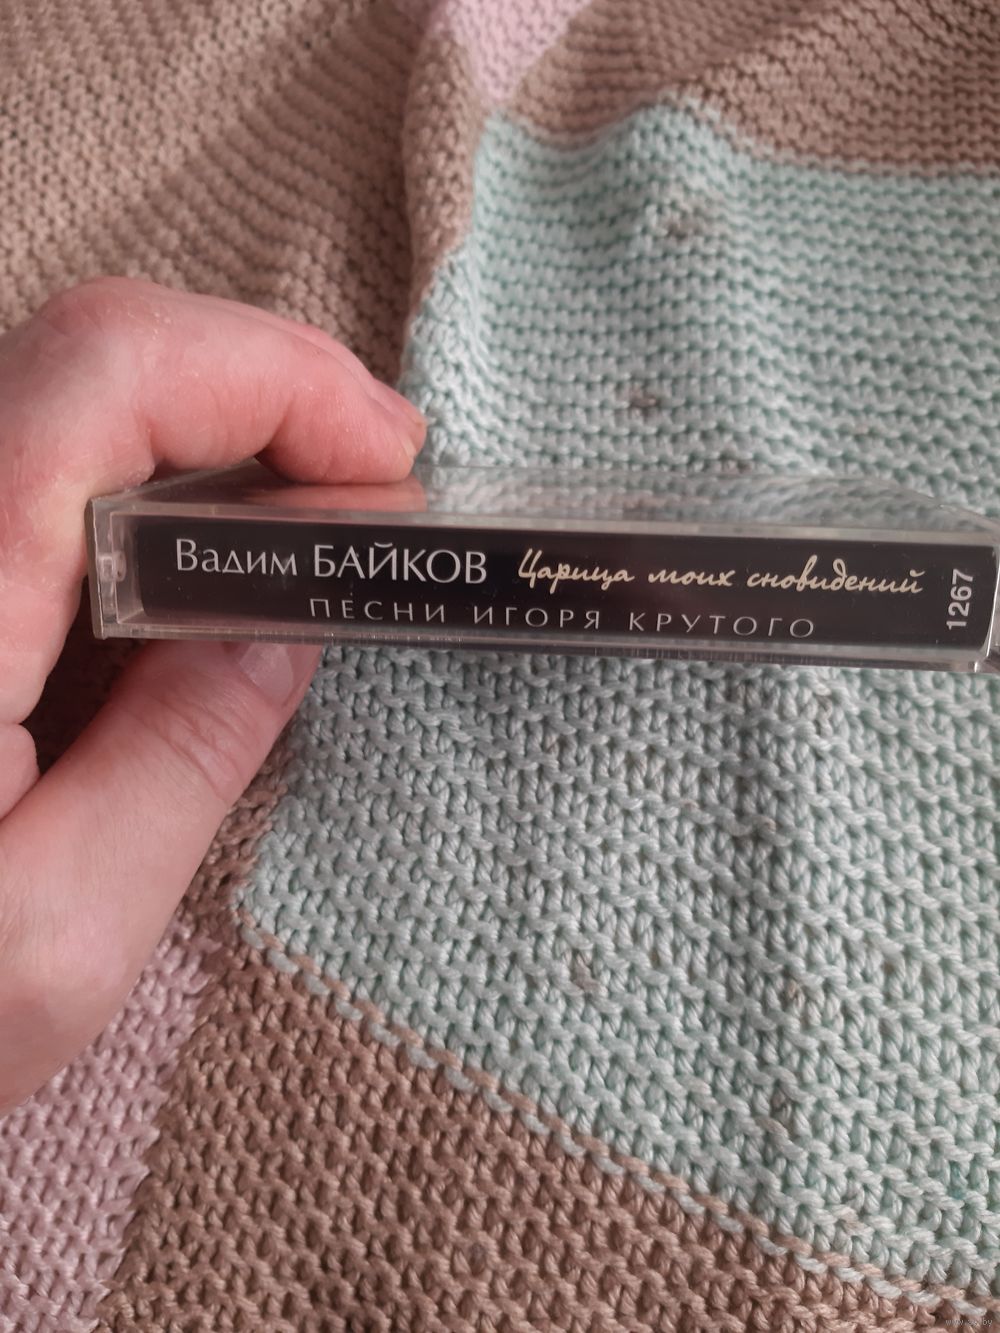 Вадим БАЙКОВ Царица моих сновидений
ПЕСНИ ИГОРЯ КРУТОГО
1267